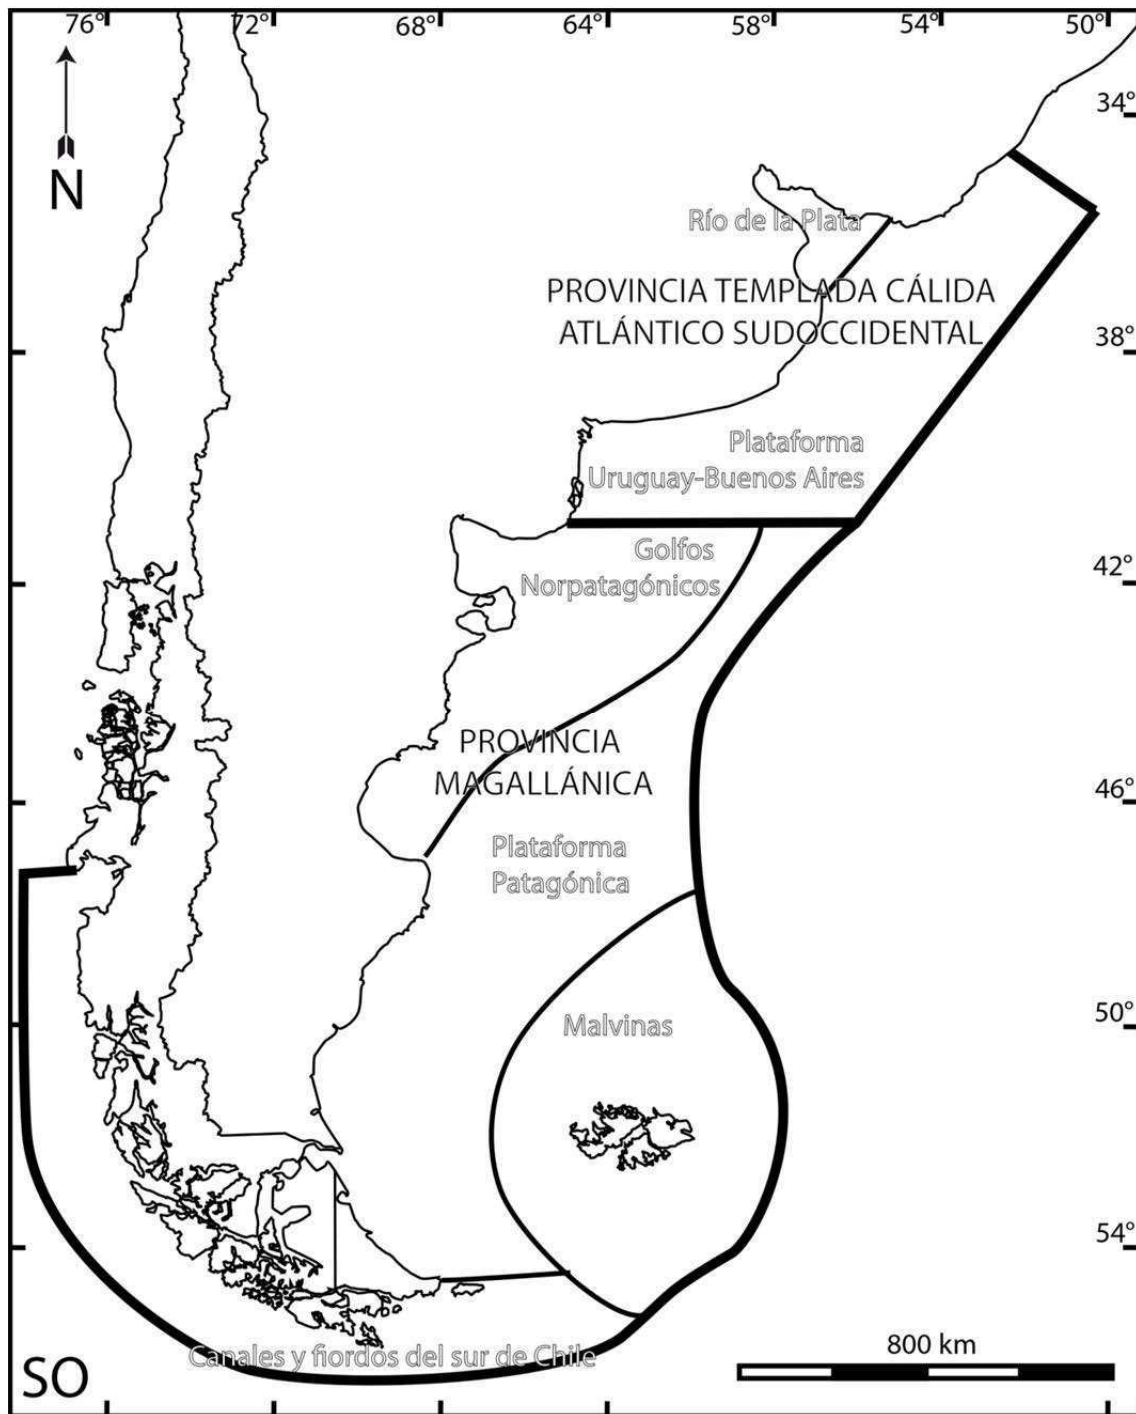 76°
72°
68°
64°
58°
54°
50°
34°
N
Río de la Plata
PROVINCIA TEMPLADA CÁLIDA
ATLÁNTICO SUDOCCIDENTAL
38°
Plataforma
Uruguay-Buenos Aires
Golfos
Norpatagónicos
42°
PROVINCIA
MAGALLÁNICA
46°
Plataforma
Patagónica
Malvinas
50°
54°
800 km
Canales y fiordos del sur de Chile
SO